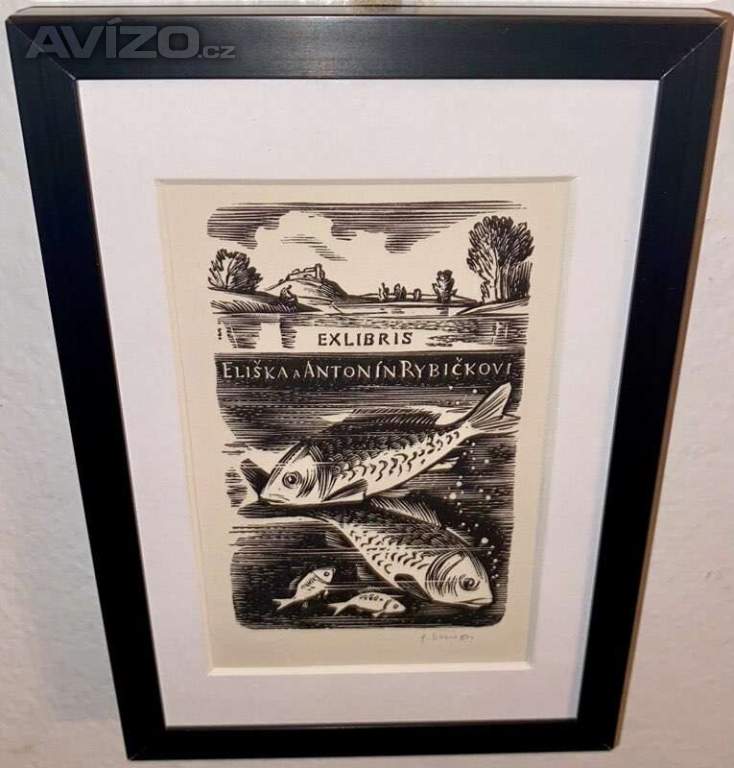 AVÍZO.cz
EXLIBRIS
ELIŠKA A ANTONÍN RYBIČKOVI